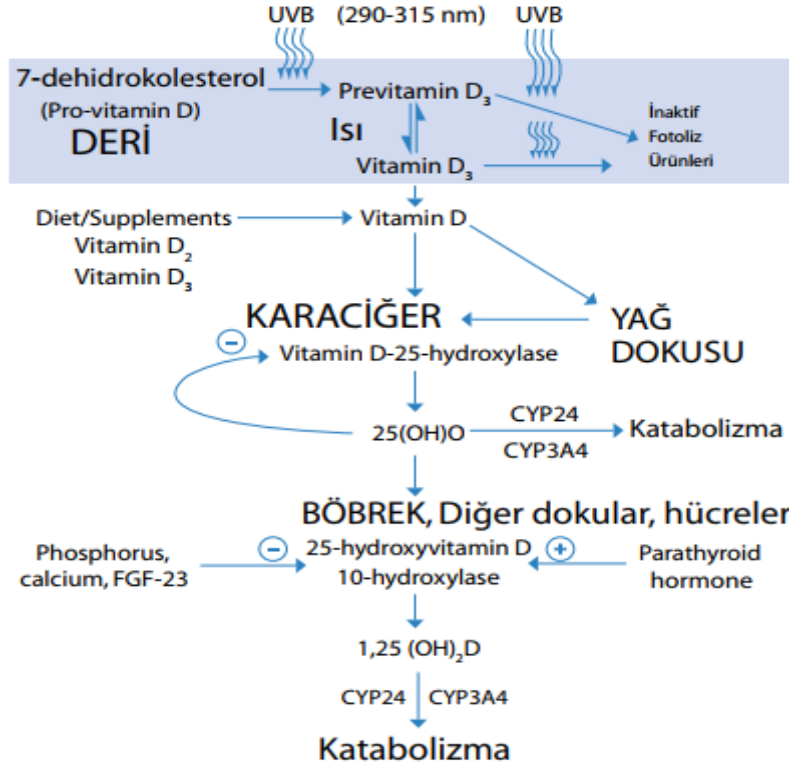 UVB (290-315 nm) UVB
7-dehidrokolesterol
(Pro-vitamin D)
DERİ
Previtamin D₃
Isı
Vitamin D₃
İnaktif
Fotoliz
Ürünleri
Diet/Supplements
Vitamin D₂
Vitamin D₃
Vitamin D
KARACİĞER
Vitamin D-25-hydroxylase
YAĞ
DOKUSU
−
25(OH)O
CYP24
CYP3A4
Katabolizma
BÖBREK, Diğer dokular, hücreler
25-hydroxyvitamin D
10-hydroxylase
Phosphorus,
calcium, FGF-23
−
+
Parathyroid
hormone
1,25 (OH)₂D
CYP24 CYP3A4
Katabolizma